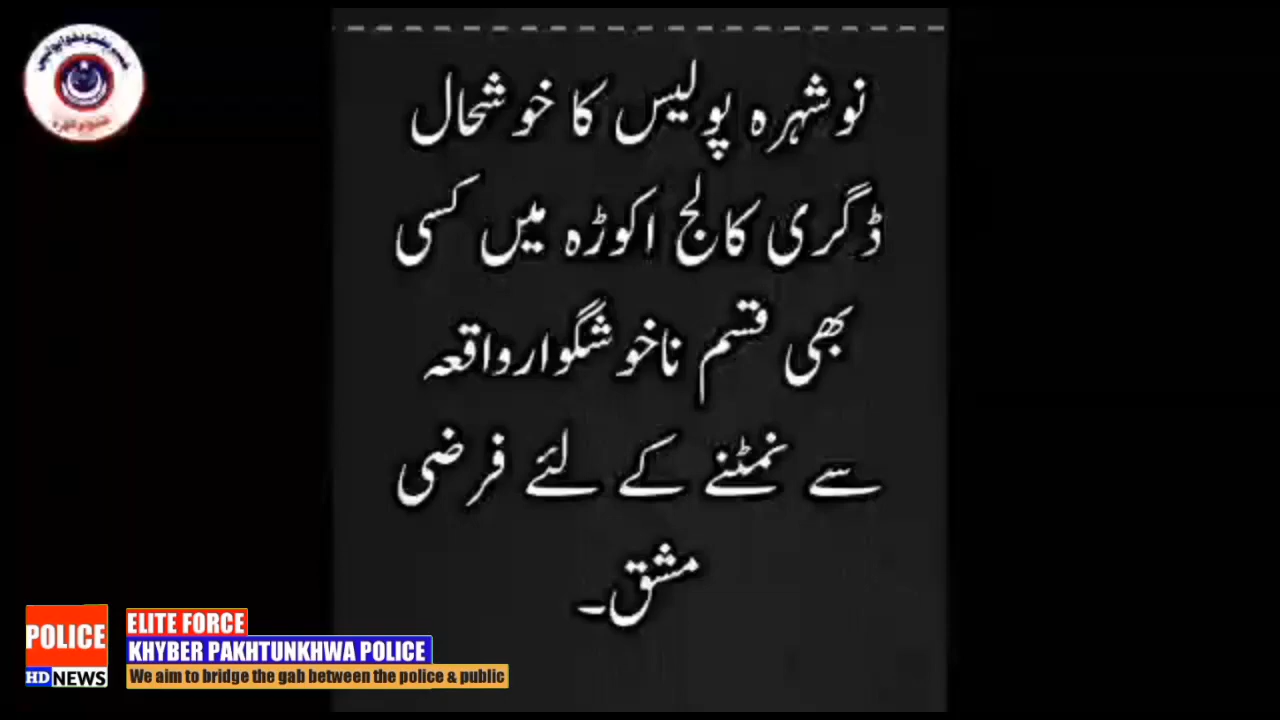 نوشہرہ پولیس کا خوشحال
ڈگری کالج اکوڑہ میں کسی
بھی قسم ناخوشگوار واقعہ
سے نمٹنے کے لئے فرضی
مشق۔
POLICE
HD NEWS
ELITE FORCE
KHYBER PAKHTUNKHWA POLICE
We aim to bridge the gab between the police & public